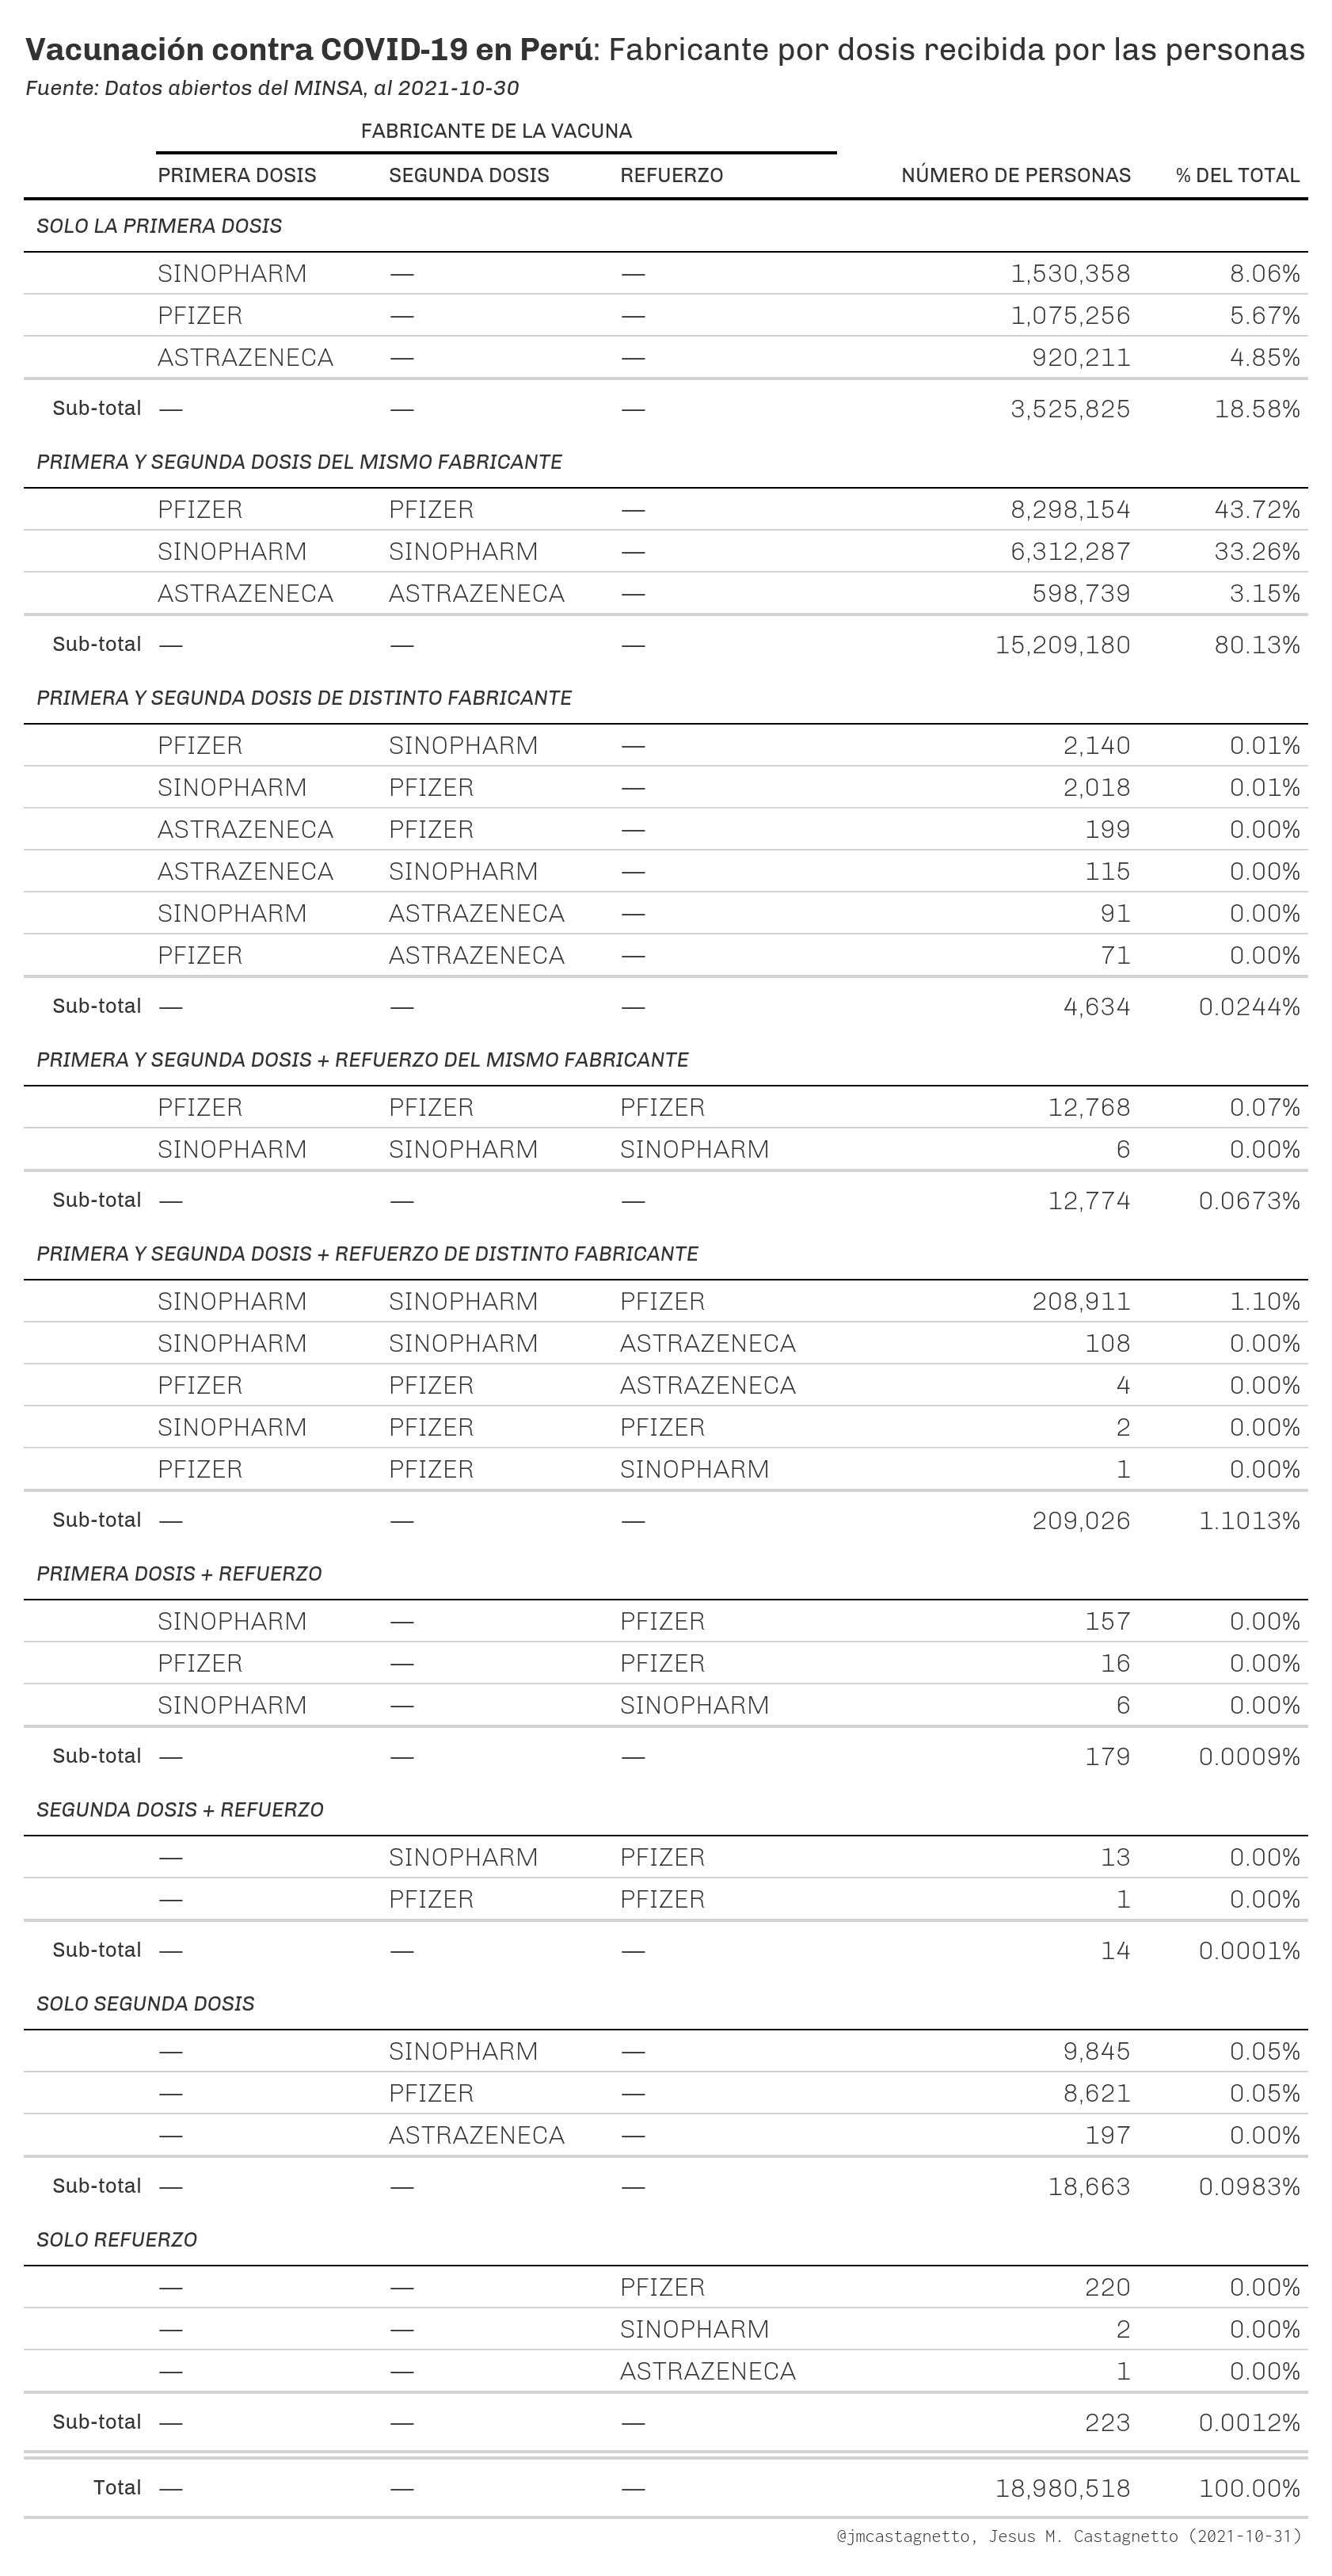 Vacunación contra COVID-19 en Perú: Fabricante por dosis recibida por las personas
Fuente: Datos abiertos del MINSA, al 2021-10-30
FABRICANTE DE LA VACUNA
PRIMERA DOSIS SEGUNDA DOSIS REFUERZO NÚMERO DE PERSONAS % DEL TOTAL
SOLO LA PRIMERA DOSIS
SINOPHARM — — 1,530,358 8.06%
PFIZER — — 1,075,256 5.67%
ASTRAZENECA — — 920,211 4.85%
Sub-total — — — 3,525,825 18.58%
PRIMERA Y SEGUNDA DOSIS DEL MISMO FABRICANTE
PFIZER PFIZER — 8,298,154 43.72%
SINOPHARM SINOPHARM — 6,312,287 33.26%
ASTRAZENECA ASTRAZENECA — 598,739 3.15%
Sub-total — — — 15,209,180 80.13%
PRIMERA Y SEGUNDA DOSIS DE DISTINTO FABRICANTE
PFIZER SINOPHARM — 2,140 0.01%
SINOPHARM PFIZER — 2,018 0.01%
ASTRAZENECA PFIZER — 199 0.00%
ASTRAZENECA SINOPHARM — 115 0.00%
SINOPHARM ASTRAZENECA — 91 0.00%
PFIZER ASTRAZENECA — 71 0.00%
Sub-total — — — 4,634 0.0244%
PRIMERA Y SEGUNDA DOSIS + REFUERZO DEL MISMO FABRICANTE
PFIZER PFIZER PFIZER 12,768 0.07%
SINOPHARM SINOPHARM SINOPHARM 6 0.00%
Sub-total — — — 12,774 0.0673%
PRIMERA Y SEGUNDA DOSIS + REFUERZO DE DISTINTO FABRICANTE
SINOPHARM SINOPHARM PFIZER 208,911 1.10%
SINOPHARM SINOPHARM ASTRAZENECA 108 0.00%
PFIZER PFIZER ASTRAZENECA 4 0.00%
SINOPHARM PFIZER PFIZER 2 0.00%
PFIZER PFIZER SINOPHARM 1 0.00%
Sub-total — — — 209,026 1.1013%
PRIMERA DOSIS + REFUERZO
SINOPHARM — PFIZER 157 0.00%
PFIZER — PFIZER 16 0.00%
SINOPHARM — SINOPHARM 6 0.00%
Sub-total — — — 179 0.0009%
SEGUNDA DOSIS + REFUERZO
— SINOPHARM PFIZER 13 0.00%
— PFIZER PFIZER 1 0.00%
Sub-total — — — 14 0.0001%
SOLO SEGUNDA DOSIS
— SINOPHARM — 9,845 0.05%
— PFIZER — 8,621 0.05%
— ASTRAZENECA — 197 0.00%
Sub-total — — — 18,663 0.0983%
SOLO REFUERZO
— — PFIZER 220 0.00%
— — SINOPHARM 2 0.00%
— — ASTRAZENECA 1 0.00%
Sub-total — — — 223 0.0012%
Total — — — 18,980,518 100.00%
@jmcastagnetto, Jesus M. Castagnetto (2021-10-31)